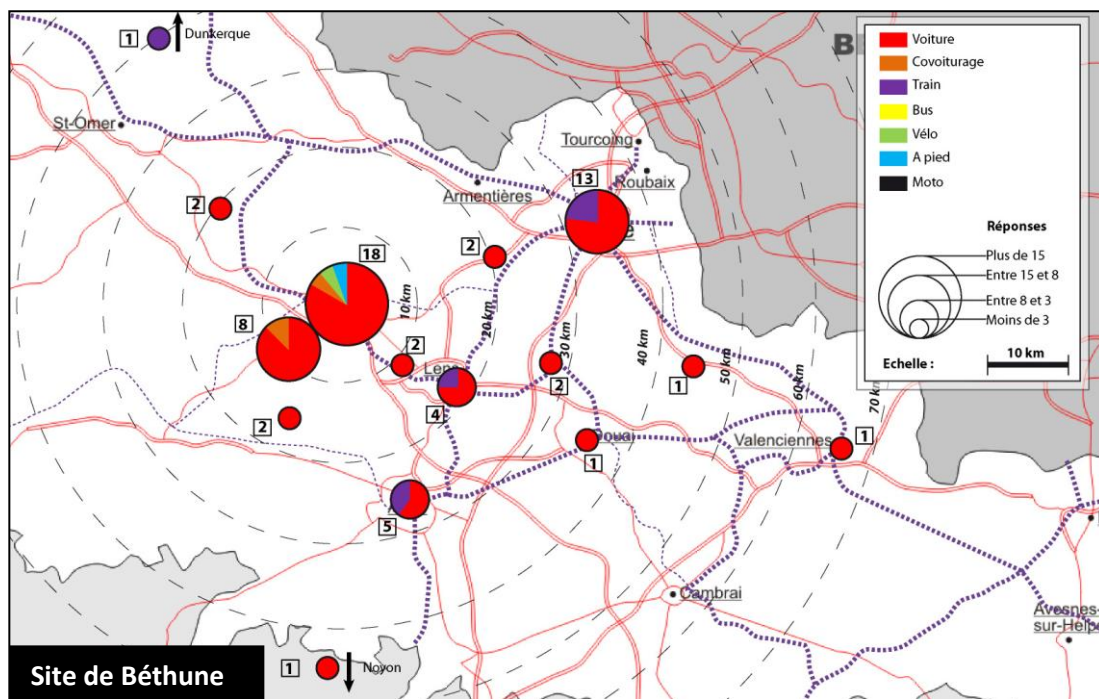 1
Dunkerque
St-Omer
Tourcoing
13
Roubaix
Armentières
2
2
18
10 km
20 km
30 km
40 km
50 km
60 km
70 km
8
2
Lens
4
2
1
2
Douai
1
Valenciennes
1
5
Cambrai
Avesnes-
sur-Helpe
1
Noyon
Site de Béthune
Voiture
Covoiturage
Train
Bus
Vélo
A pied
Moto
Réponses
Plus de 15
Entre 15 et 8
Entre 8 et 3
Moins de 3
Echelle :
10 km